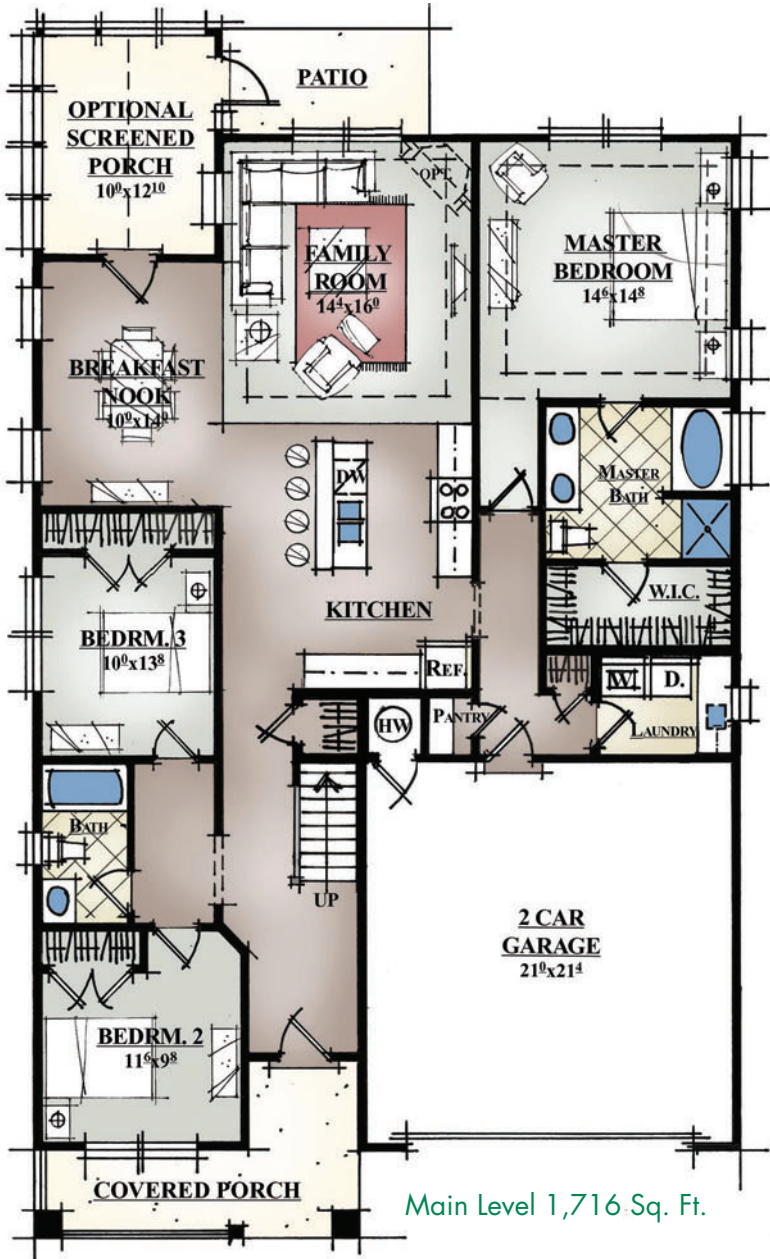 PATIO
OPTIONAL
SCREENED
PORCH
10⁰x12¹⁰
OPT.
FAMILY
ROOM
14⁴x16⁰
MASTER
BEDROOM
14⁶x14⁸
BREAKFAST
NOOK
10⁰x14⁰
DW
MASTER
BATH
KITCHEN
W.I.C.
BEDRM. 3
10⁰x13⁸
REF.
W.
D.
HW
PANTRY
LAUNDRY
BATH
UP
2 CAR
GARAGE
21⁰x21⁴
BEDRM. 2
11⁶x9⁸
COVERED PORCH
Main Level 1,716 Sq. Ft.